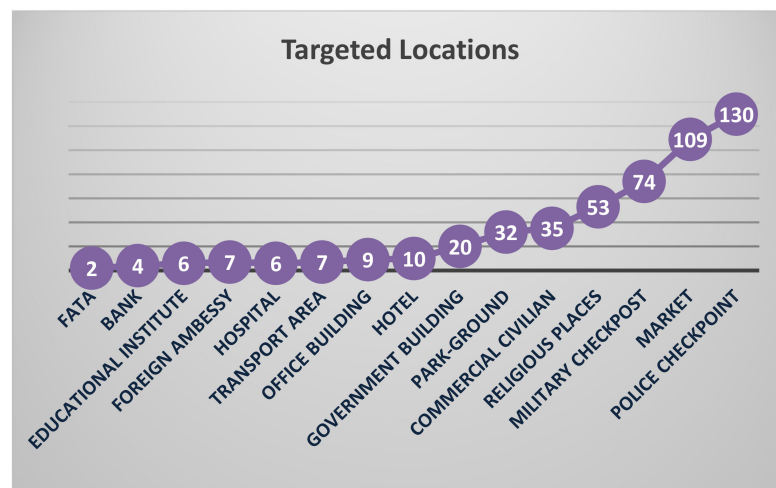 Targeted Locations
2
4
6
7
6
7
9
10
20
32
35
53
74
109
130
FATA
BANK
EDUCATIONAL INSTITUTE
FOREIGN AMBESSY
HOSPITAL
TRANSPORT AREA
OFFICE BUILDING
HOTEL
GOVERNMENT BUILDING
PARK-GROUND
COMMERCIAL CIVILIAN
RELIGIOUS PLACES
MILITARY CHECKPOST
MARKET
POLICE CHECKPOINT